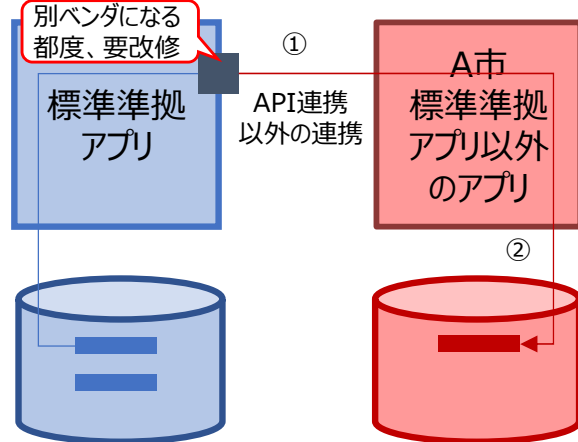 別ベンダになる
都度、要改修
①
標準準拠
アプリ
API連携
以外の連携
A市
標準準拠
アプリ以外
のアプリ
②